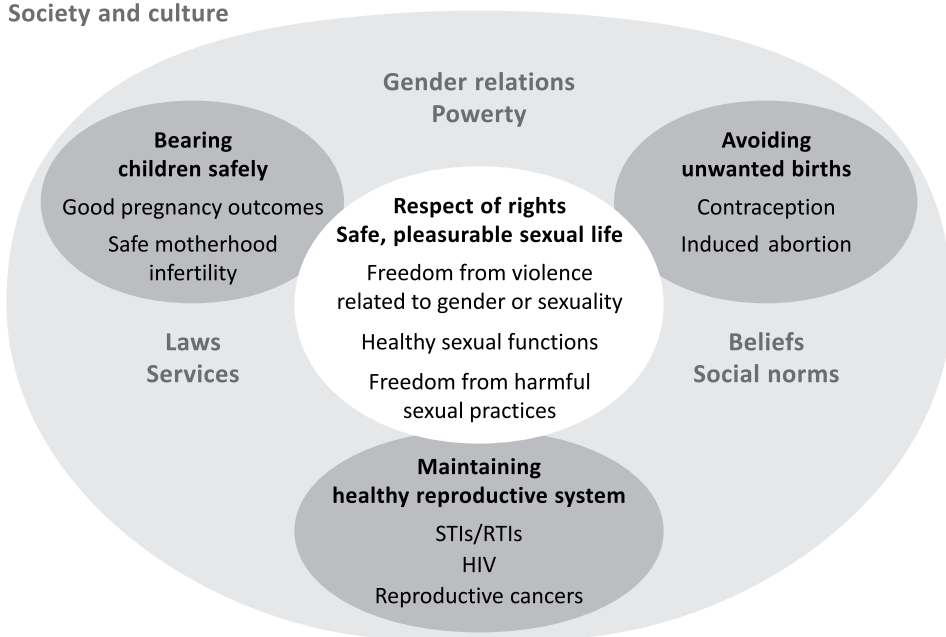 Society and culture
Gender relations
Powerty
Bearing
children safely
Good pregnancy outcomes
Safe motherhood
infertility
Avoiding
unwanted births
Contraception
Induced abortion
Respect of rights
Safe, pleasurable sexual life
Freedom from violence
related to gender or sexuality
Healthy sexual functions
Freedom from harmful
sexual practices
Laws
Services
Beliefs
Social norms
Maintaining
healthy reproductive system
STIs/RTIs
HIV
Reproductive cancers